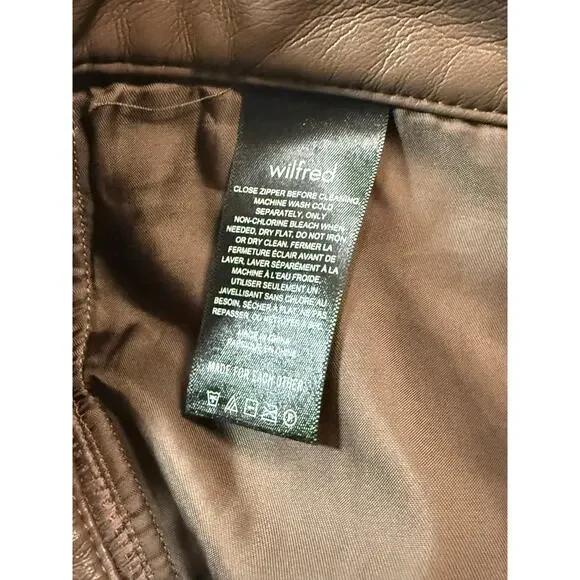 wilfred
CLOSE ZIPPER BEFORE CLEANING,
MACHINE WASH COLD
SEPARATELY, ONLY
NON-CHLORINE BLEACH WHEN
NEEDED, DRY FLAT, DO NOT IRON
OR DRY CLEAN. FERMER LA
FERMETURE ÉCLAIR AVANT DE
LAVER, LAVER SÉPARÉMENT À LA
MACHINE À L'EAU FROIDE,
UTILISER SEULEMENT UN
JAVELLISANT SANS CHLORE AU
BESOIN, SÉCHER À PLAT, NE PAS
REPASSER
MADE FOR EACH OTHER.